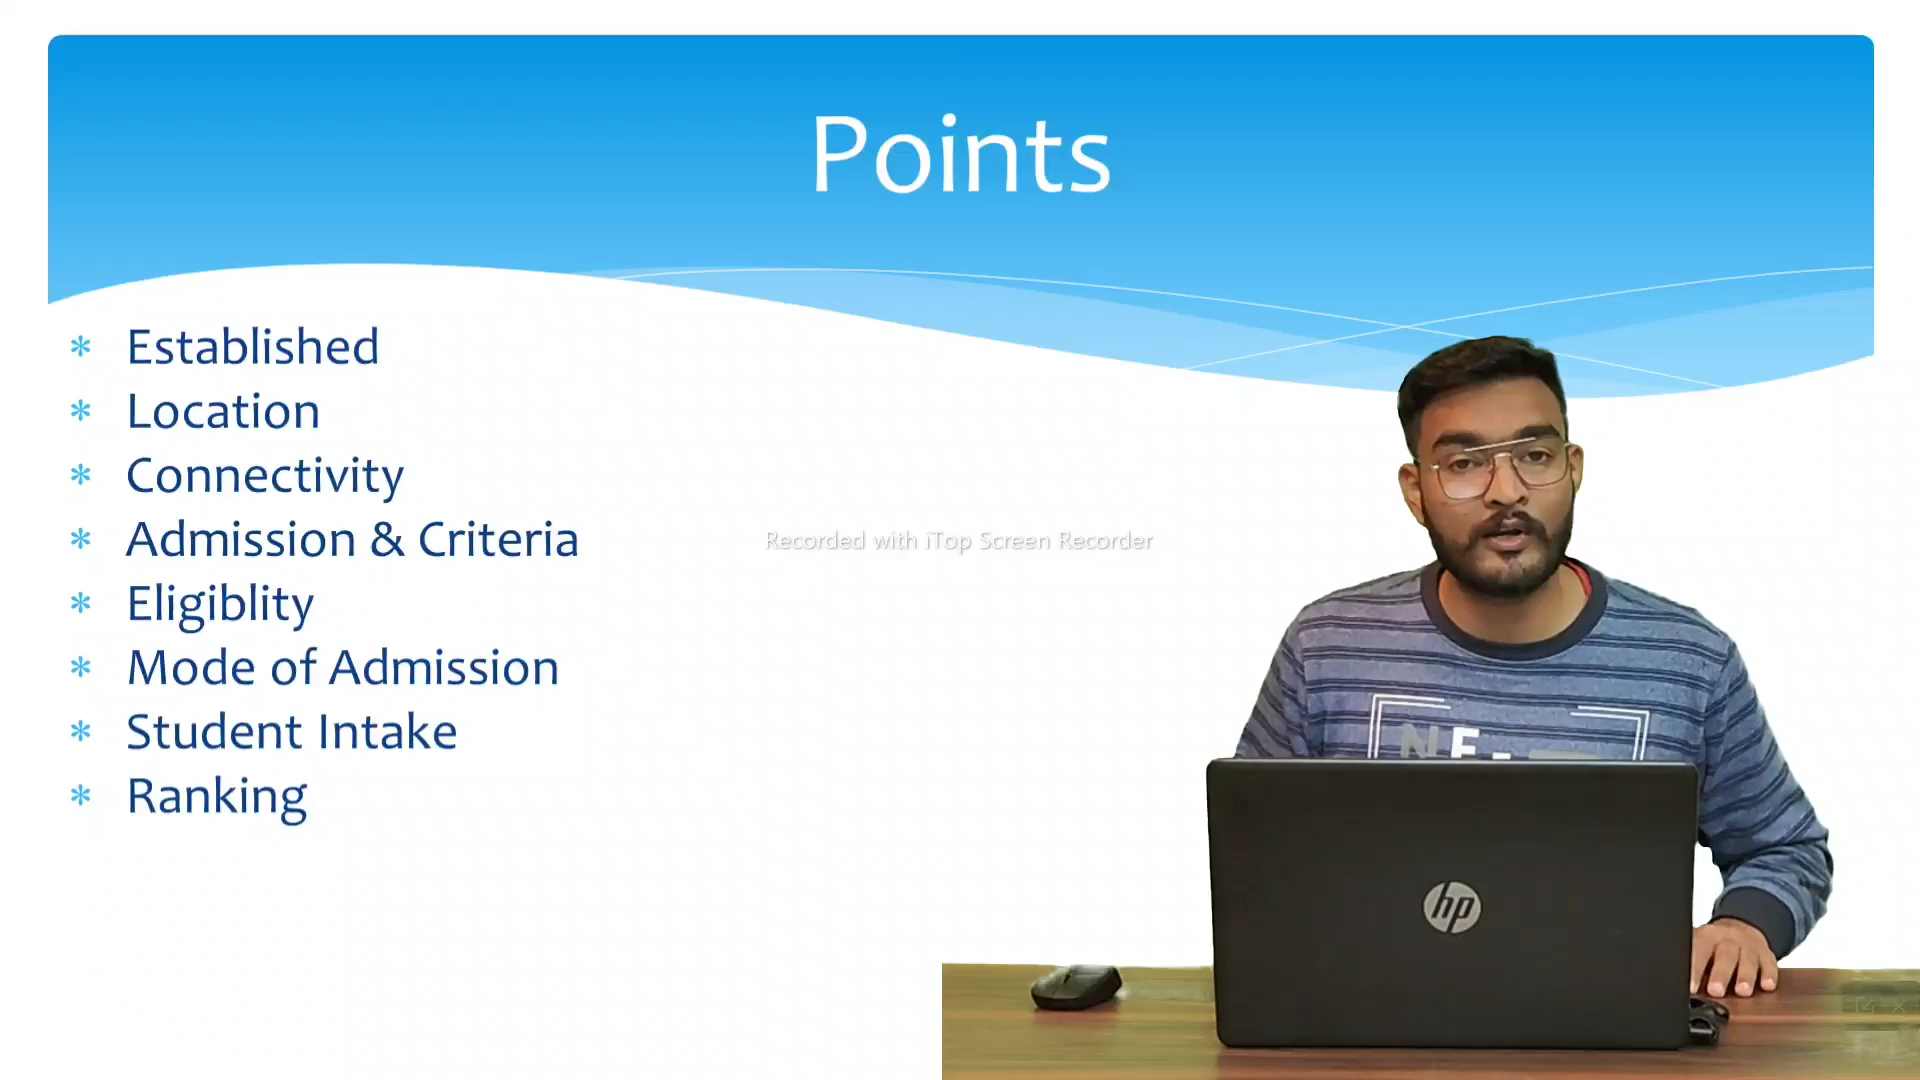 Points
Established
Location
Connectivity
Admission & Criteria
Eligiblity
Mode of Admission
Student Intake
Ranking
Recorded with iTop Screen Recorder
hp